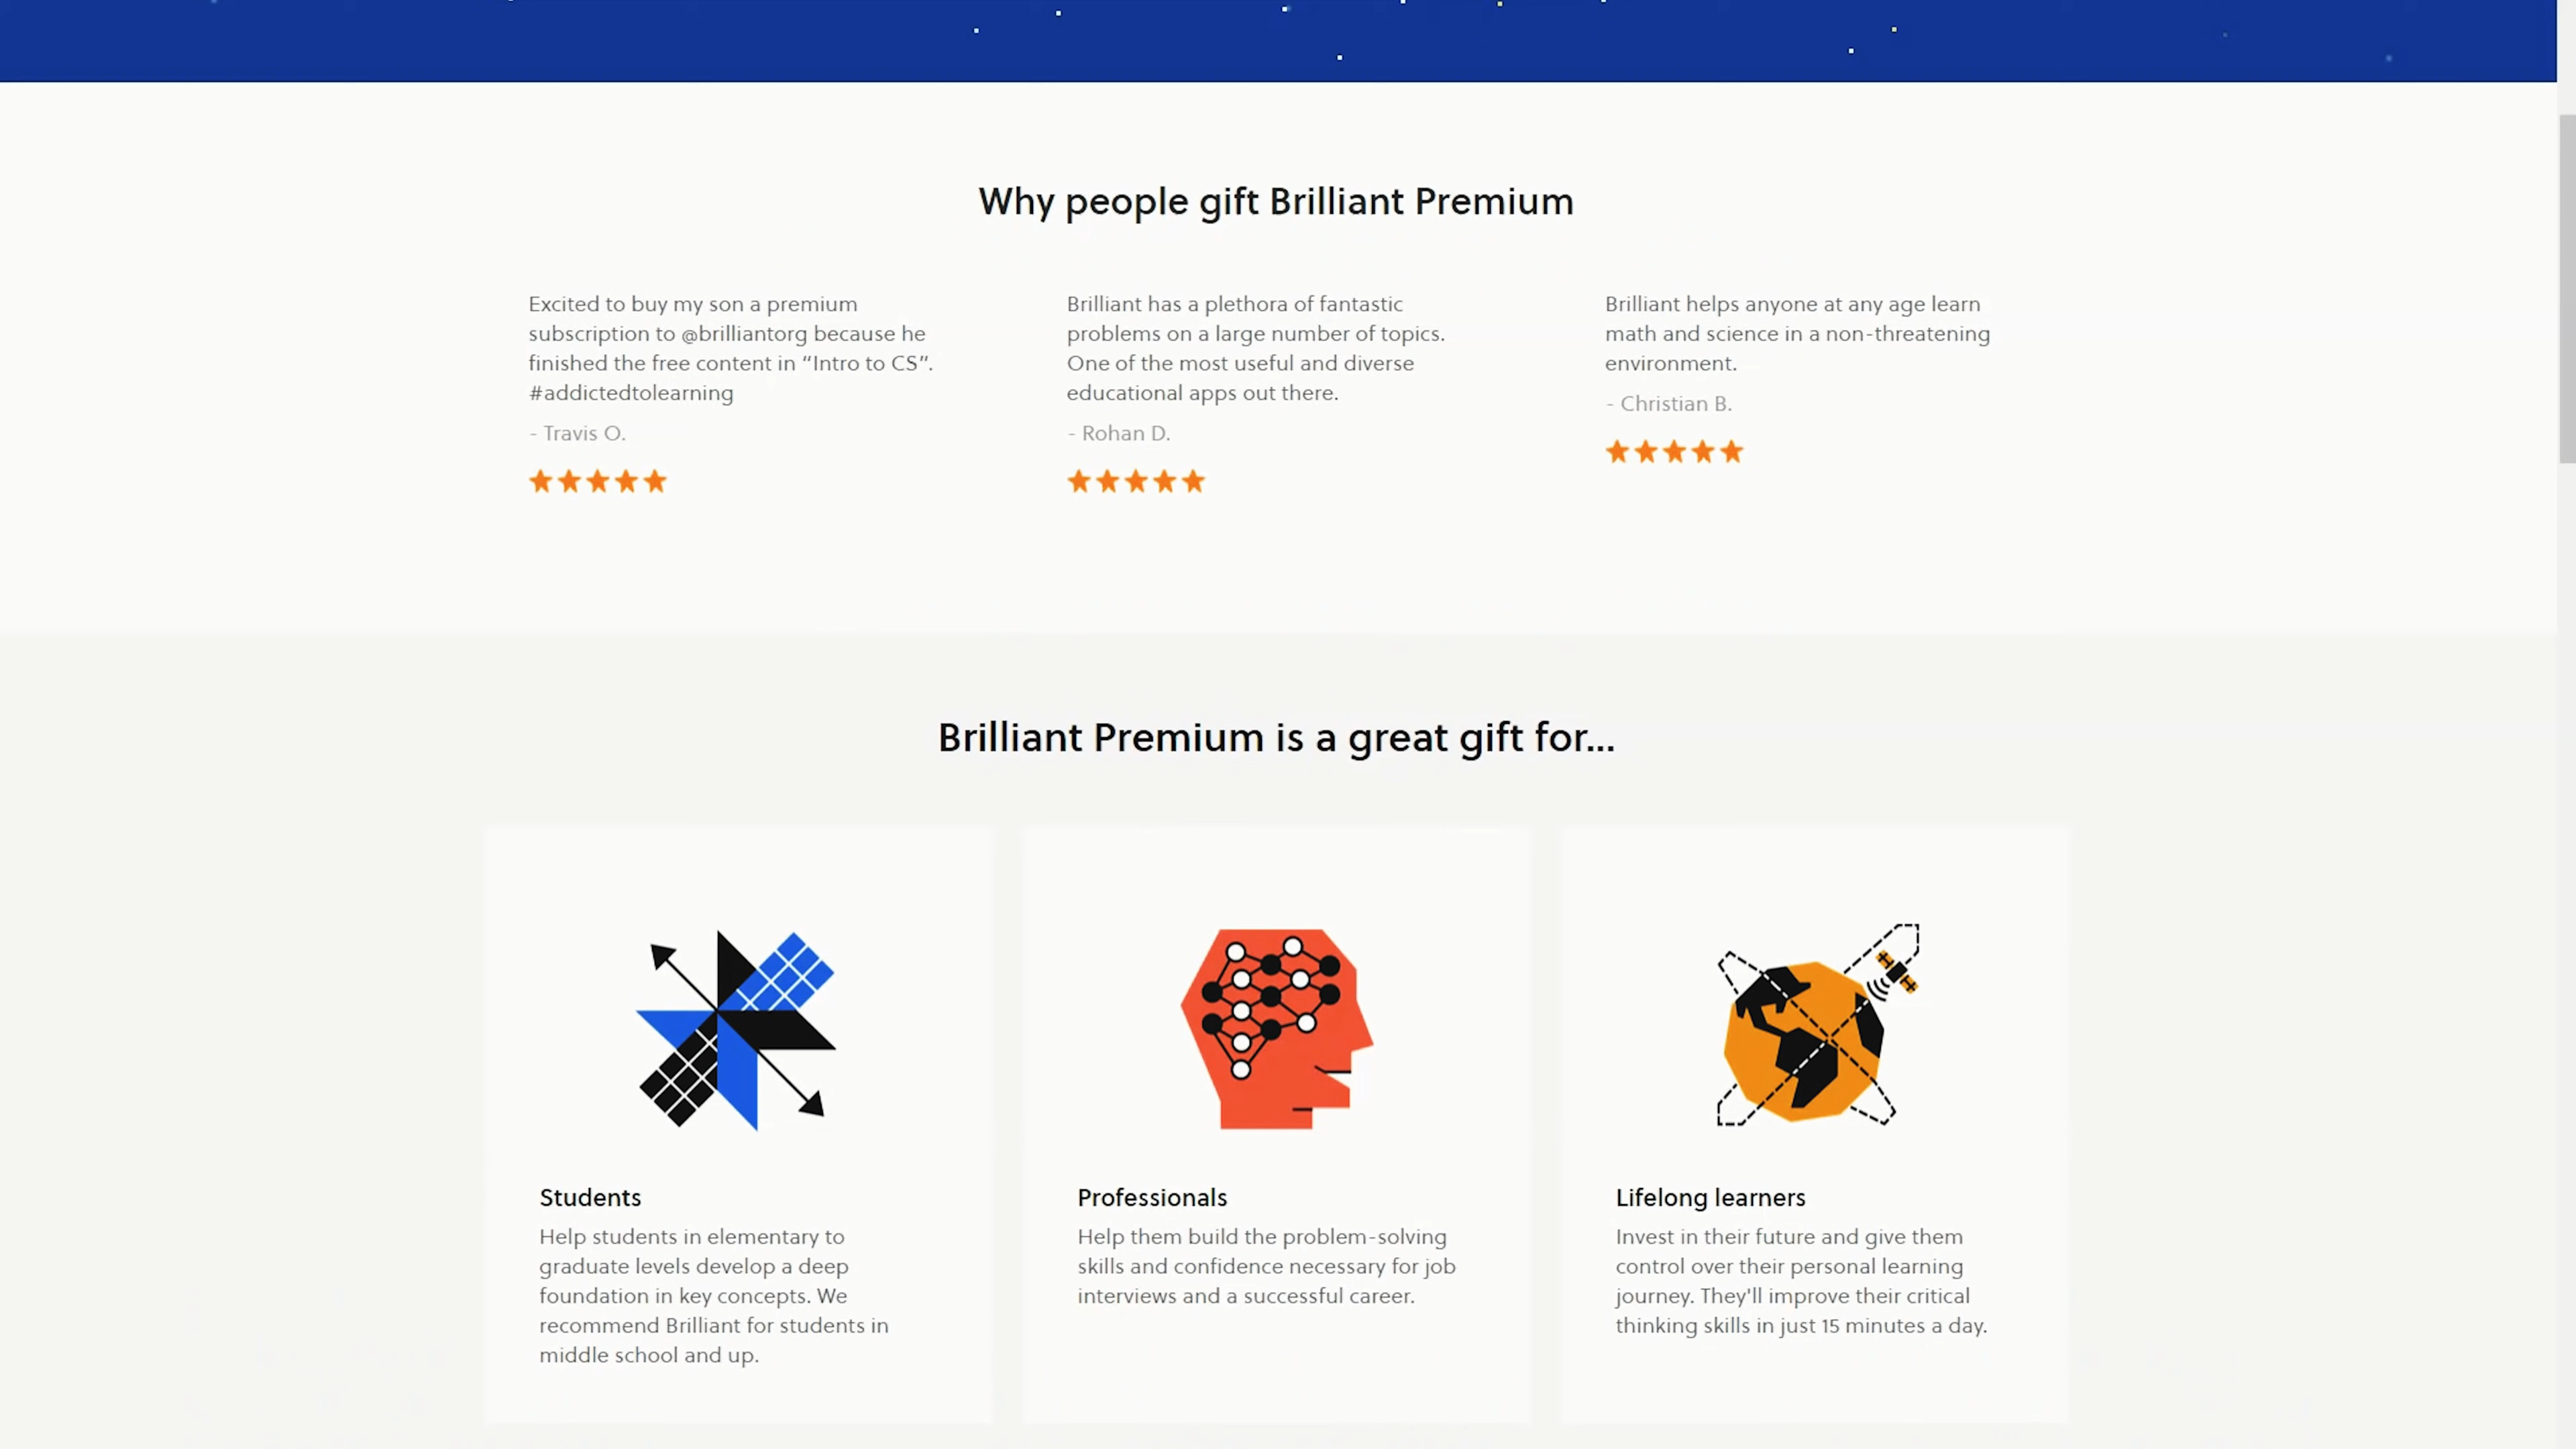 Why people gift Brilliant Premium
Excited to buy my son a premium
subscription to @brilliantorg because he
finished the free content in “Intro to CS”.
#addictedtolearning
- Travis O.
Brilliant has a plethora of fantastic
problems on a large number of topics.
One of the most useful and diverse
educational apps out there.
- Rohan D.
Brilliant helps anyone at any age learn
math and science in a non-threatening
environment.
- Christian B.
Brilliant Premium is a great gift for...
Students
Help students in elementary to
graduate levels develop a deep
foundation in key concepts. We
recommend Brilliant for students in
middle school and up.
Professionals
Help them build the problem-solving
skills and confidence necessary for job
interviews and a successful career.
Lifelong learners
Invest in their future and give them
control over their personal learning
journey. They'll improve their critical
thinking skills in just 15 minutes a day.